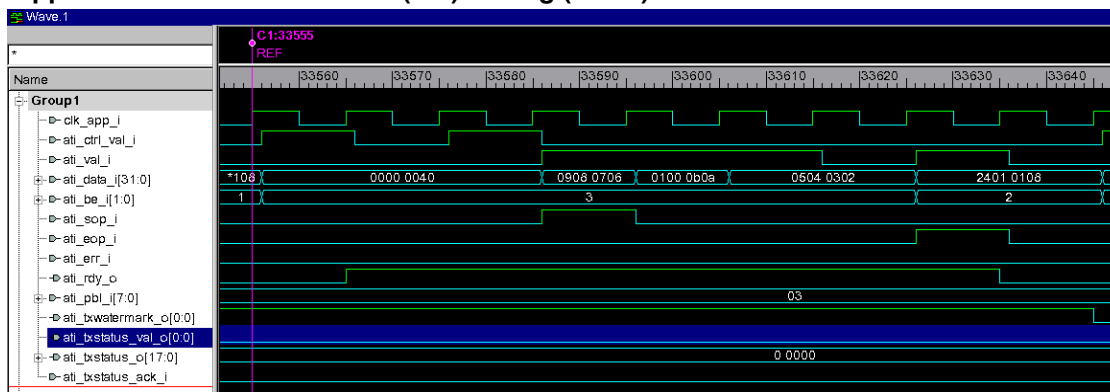 Wave.1
C1:33555
REF
*
Name
33560 33570 33580 33590 33600 33610 33620 33630 33640
Group1
clk_app_i
ati_ctrl_val_i
ati_val_i
ati_data_i[31:0] *108 0000 0040 0908 0706 0100 0b0a 0504 0302 2401 0108
ati_be_i[1:0] 1 3 2
ati_sop_i
ati_eop_i
ati_err_i
ati_rdy_o
ati_pbl_i[7:0] 03
ati_txwatermark_o[0:0]
ati_txstatus_val_o[0:0]
ati_txstatus_o[17:0] 0 0000
ati_txstatus_ack_i